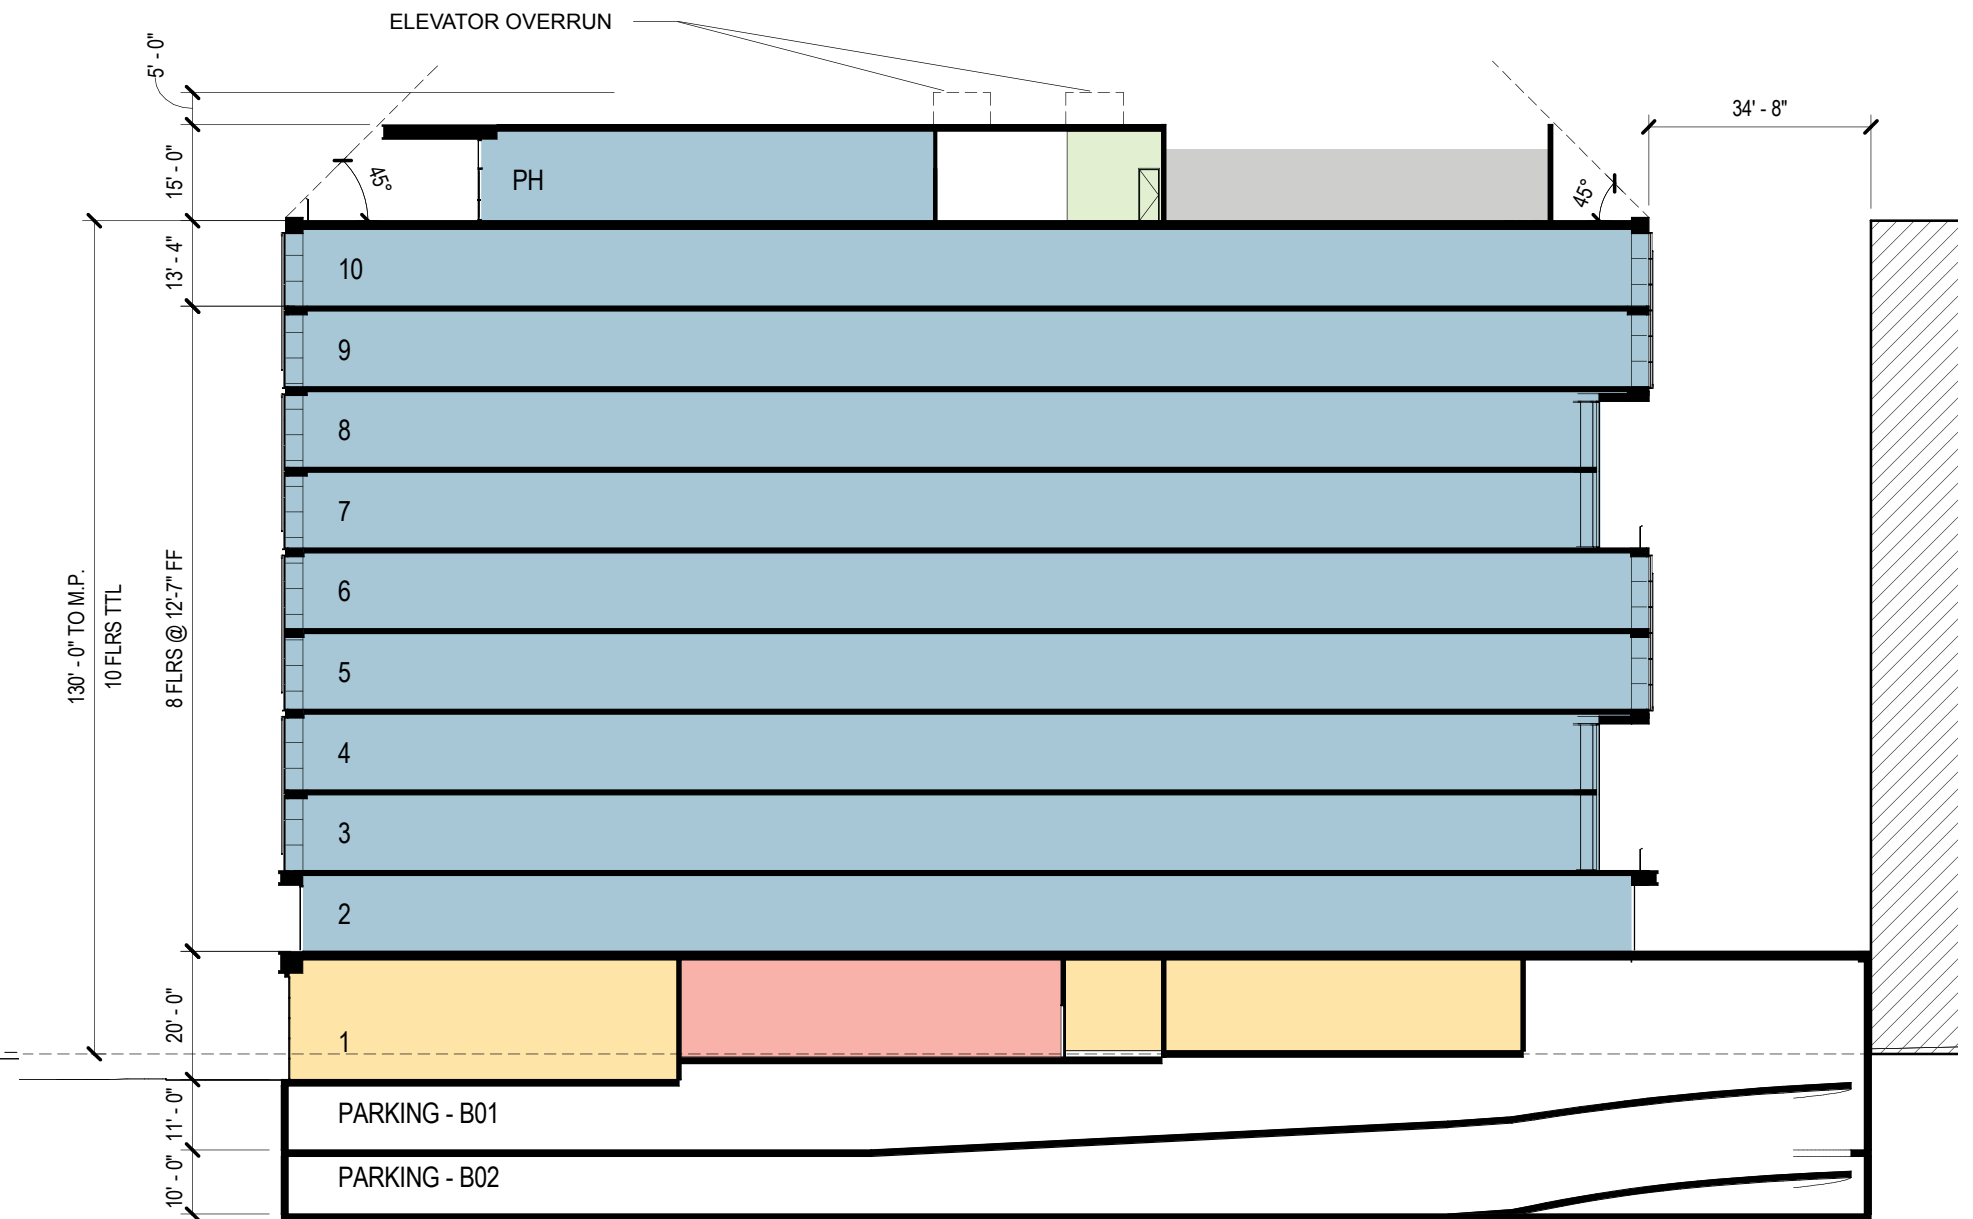 ELEVATOR OVERRUN
5' - 0"
34' - 8"
15' - 0"
45°
PH
45°
13' - 4"
10
9
8
7
130' - 0" TO M.P.
10 FLRS TTL
8 FLRS @ 12'-7" FF
6
5
4
3
2
20' - 0"
1
11' - 0"
PARKING - B01
10' - 0"
PARKING - B02